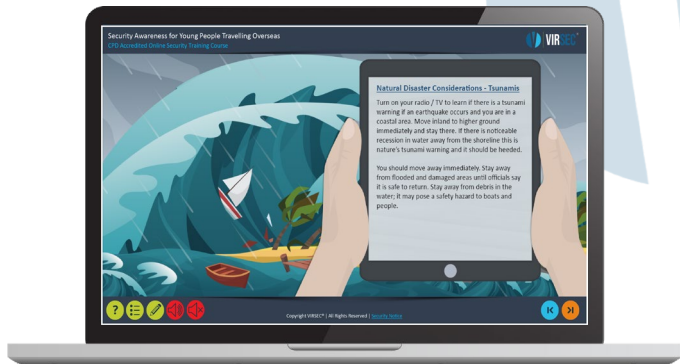 Security Awareness for Young People Travelling Overseas
CPD Accredited Online Security Training Course
VIRSEC
Natural Disaster Considerations - Tsunamis
Turn on your radio / TV to learn if there is a tsunami
warning if an earthquake occurs and you are in a
coastal area. Move inland to higher ground
immediately and stay there. If there is noticeable
recession in water away from the shoreline this is
nature's tsunami warning and it should be heeded.
You should move away immediately. Stay away
from flooded and damaged areas until officials say
it is safe to return. Stay away from debris in the
water; it may pose a safety hazard to boats and
people.
?
Copyright VIRSEC® | All Rights Reserved | Security Notice